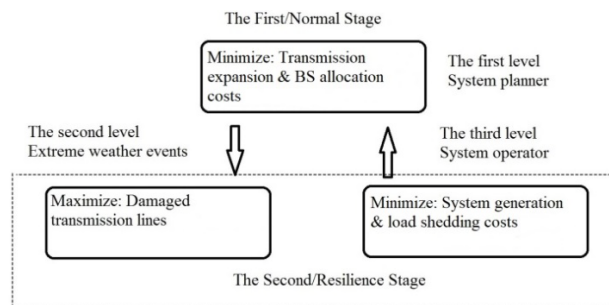 The First/Normal Stage
Minimize: Transmission
expansion & BS allocation
costs
The first level
System planner
The second level
Extreme weather events
The third level
System operator
Maximize: Damaged
transmission lines
Minimize: System generation
& load shedding costs
The Second/Resilience Stage